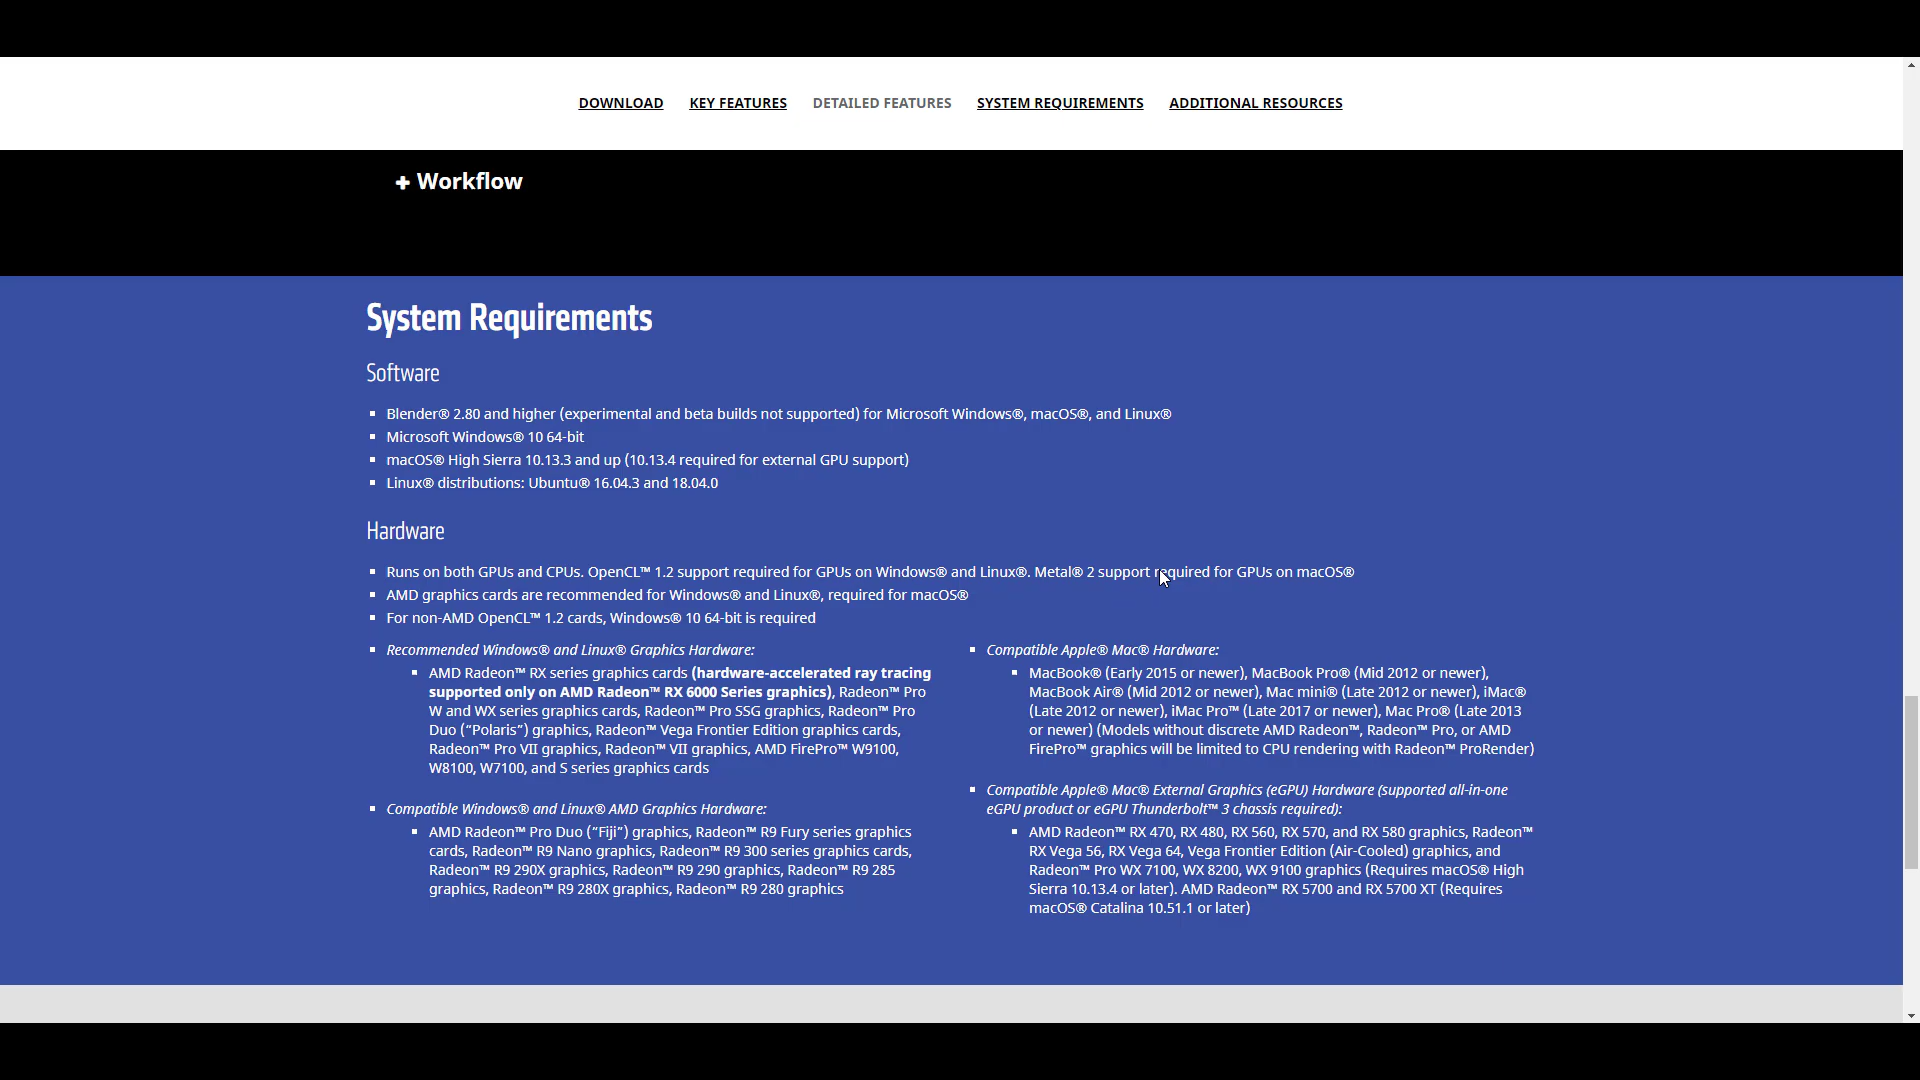 DOWNLOAD KEY FEATURES DETAILED FEATURES SYSTEM REQUIREMENTS ADDITIONAL RESOURCES
+ Workflow
System Requirements
Software
Blender® 2.80 and higher (experimental and beta builds not supported) for Microsoft Windows®, macOS®, and Linux®
Microsoft Windows® 10 64-bit
macOS® High Sierra 10.13.3 and up (10.13.4 required for external GPU support)
Linux® distributions: Ubuntu® 16.04.3 and 18.04.0
Hardware
Runs on both GPUs and CPUs. OpenCL™ 1.2 support required for GPUs on Windows® and Linux®. Metal® 2 support required for GPUs on macOS®
AMD graphics cards are recommended for Windows® and Linux®, required for macOS®
For non-AMD OpenCL™ 1.2 cards, Windows® 10 64-bit is required
Recommended Windows® and Linux® Graphics Hardware:
AMD Radeon™ RX series graphics cards (hardware-accelerated ray tracing
supported only on AMD Radeon™ RX 6000 Series graphics), Radeon™ Pro
W and WX series graphics cards, Radeon™ Pro SSG graphics, Radeon™ Pro
Duo (“Polaris”) graphics, Radeon™ Vega Frontier Edition graphics cards,
Radeon™ Pro VII graphics, Radeon™ VII graphics, AMD FirePro™ W9100,
W8100, W7100, and S series graphics cards
Compatible Windows® and Linux® AMD Graphics Hardware:
AMD Radeon™ Pro Duo (“Fiji”) graphics, Radeon™ R9 Fury series graphics
cards, Radeon™ R9 Nano graphics, Radeon™ R9 300 series graphics cards,
Radeon™ R9 290X graphics, Radeon™ R9 290 graphics, Radeon™ R9 285
graphics, Radeon™ R9 280X graphics, Radeon™ R9 280 graphics
Compatible Apple® Mac® Hardware:
MacBook® (Early 2015 or newer), MacBook Pro® (Mid 2012 or newer),
MacBook Air® (Mid 2012 or newer), Mac mini® (Late 2012 or newer), iMac®
(Late 2012 or newer), iMac Pro™ (Late 2017 or newer), Mac Pro® (Late 2013
or newer) (Models without discrete AMD Radeon™, Radeon™ Pro, or AMD
FirePro™ graphics will be limited to CPU rendering with Radeon™ ProRender)
Compatible Apple® Mac® External Graphics (eGPU) Hardware (supported all-in-one
eGPU product or eGPU Thunderbolt™ 3 chassis required):
AMD Radeon™ RX 470, RX 480, RX 560, RX 570, and RX 580 graphics, Radeon™
RX Vega 56, RX Vega 64, Vega Frontier Edition (Air-Cooled) graphics, and
Radeon™ Pro WX 7100, WX 8200, WX 9100 graphics (Requires macOS® High
Sierra 10.13.4 or later). AMD Radeon™ RX 5700 and RX 5700 XT (Requires
macOS® Catalina 10.51.1 or later)